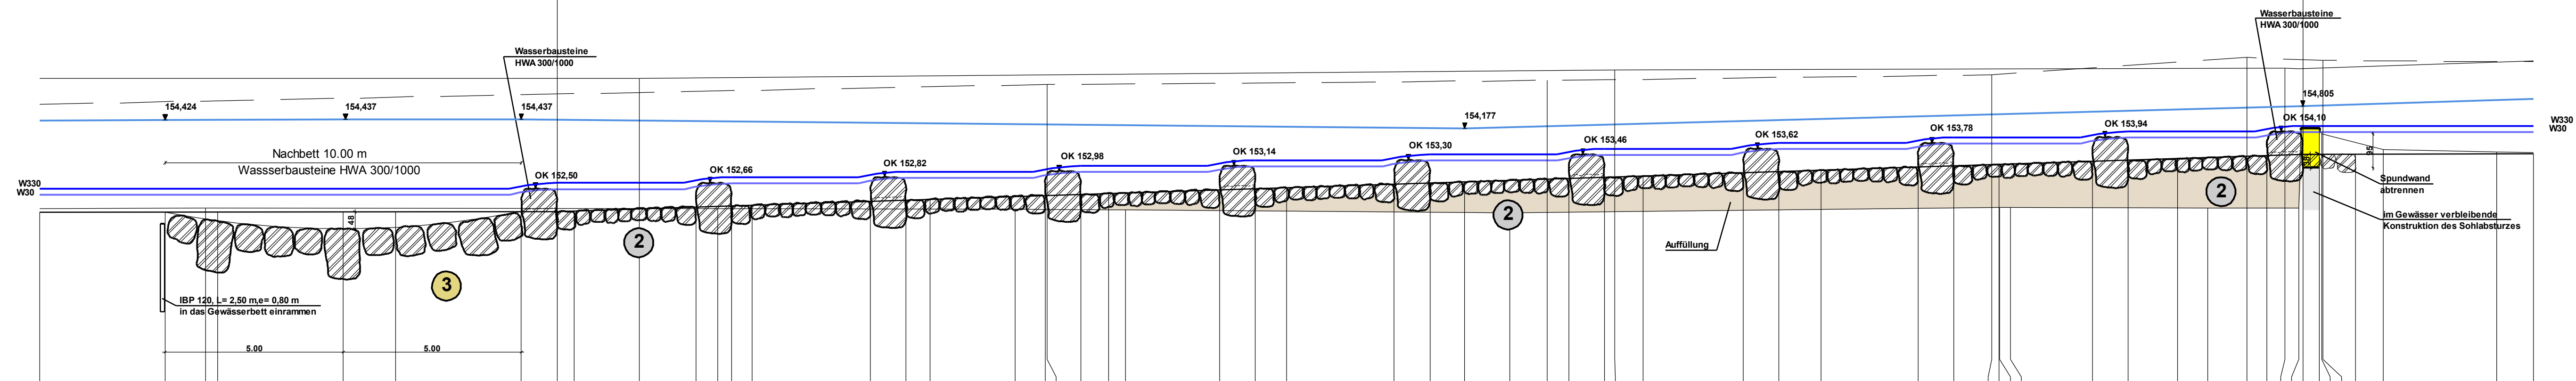 Wasserbausteine
HWA 300/1000
Wasserbausteine
HWA 300/1000
154,424
154,437
154,437
154,177
154,805
Nachbett 10.00 m
Wassserbausteine HWA 300/1000
W330
W30
OK 152,50
OK 152,66
OK 152,82
OK 152,98
OK 153,14
OK 153,30
OK 153,46
OK 153,62
OK 153,78
OK 153,94
OK 154,10
W330
W30
48
95
38
Spundwand
abtrennen
im Gewässer verbleibende
Konstruktion des Sohlabsturzes
2
2
2
3
Auffüllung
IBP 120, L= 2,50 m,e= 0,80 m
in das Gewässerbett einrammen
5.00
5.00